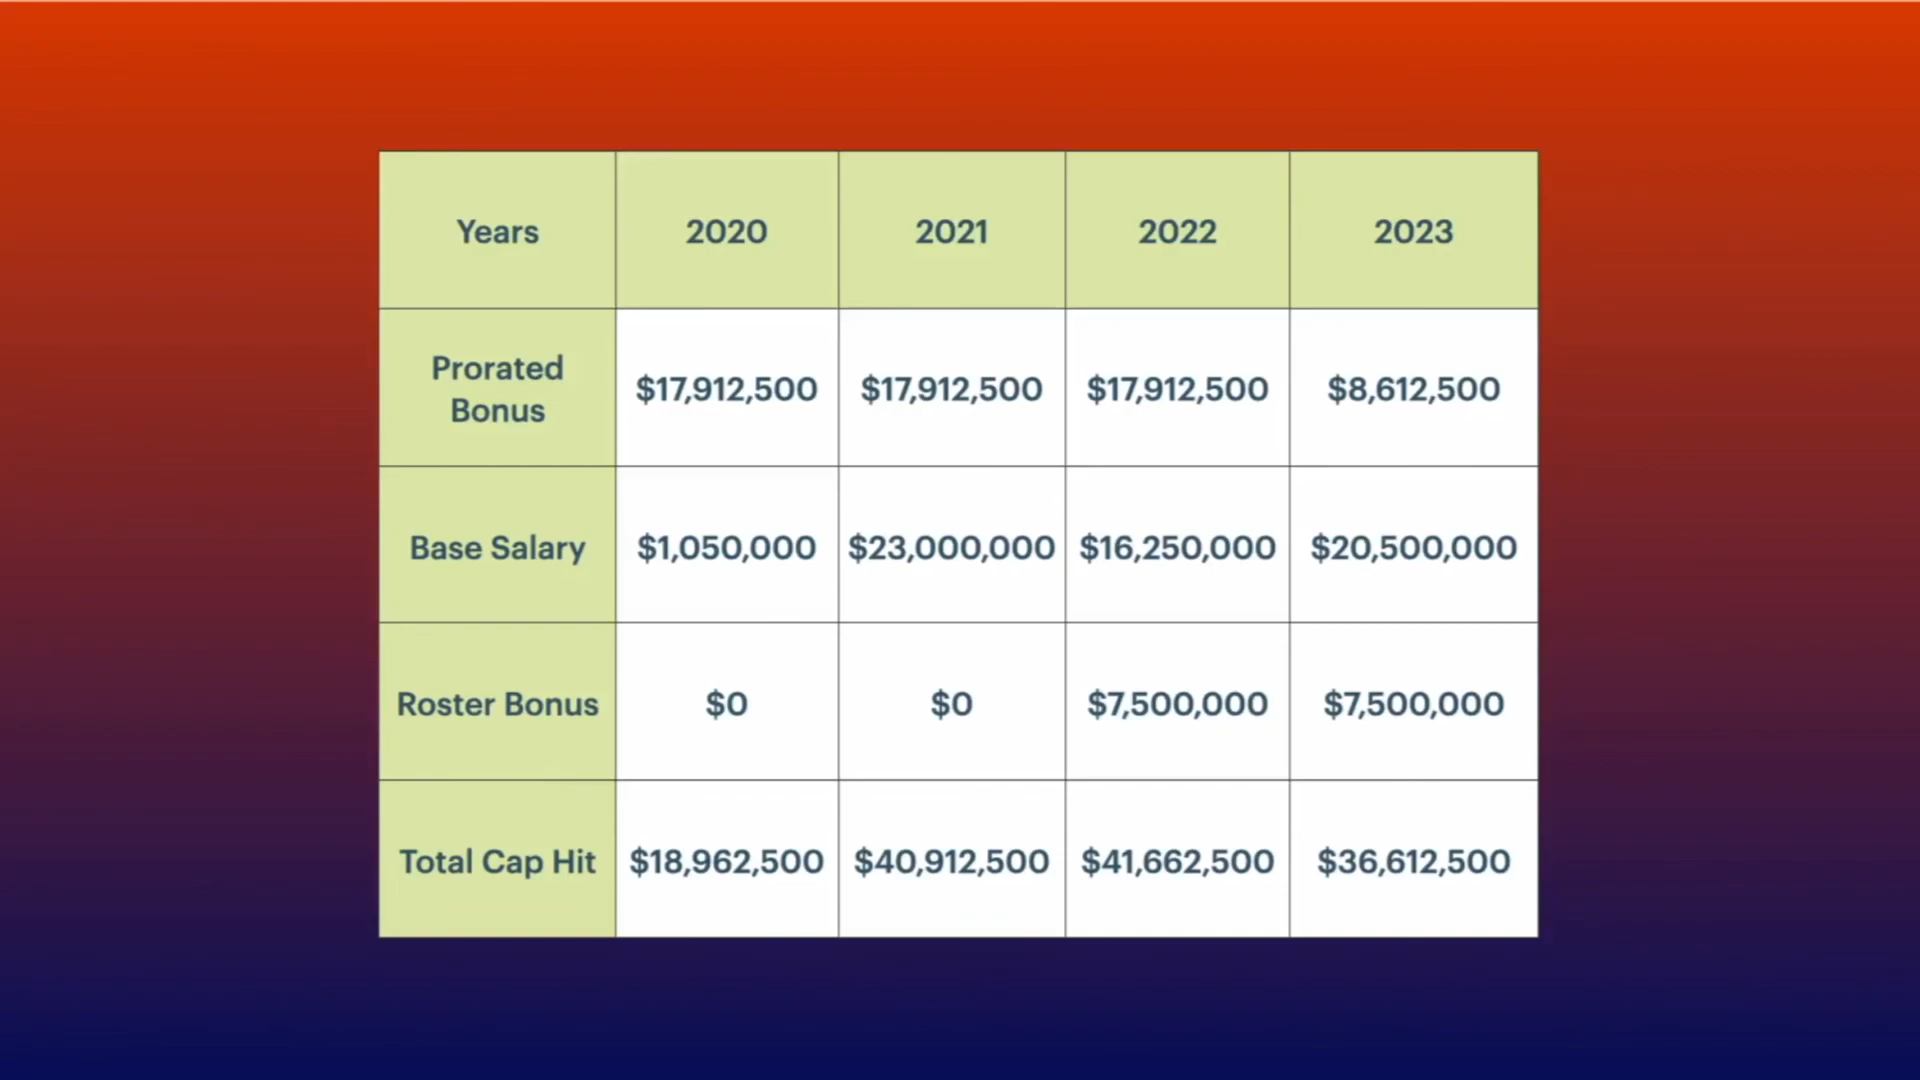 Years 2020 2021 2022 2023
Prorated
Bonus
$17,912,500 $17,912,500 $17,912,500 $8,612,500
Base Salary $1,050,000 $23,000,000 $16,250,000 $20,500,000
Roster Bonus $0 $0 $7,500,000 $7,500,000
Total Cap Hit $18,962,500 $40,912,500 $41,662,500 $36,612,500